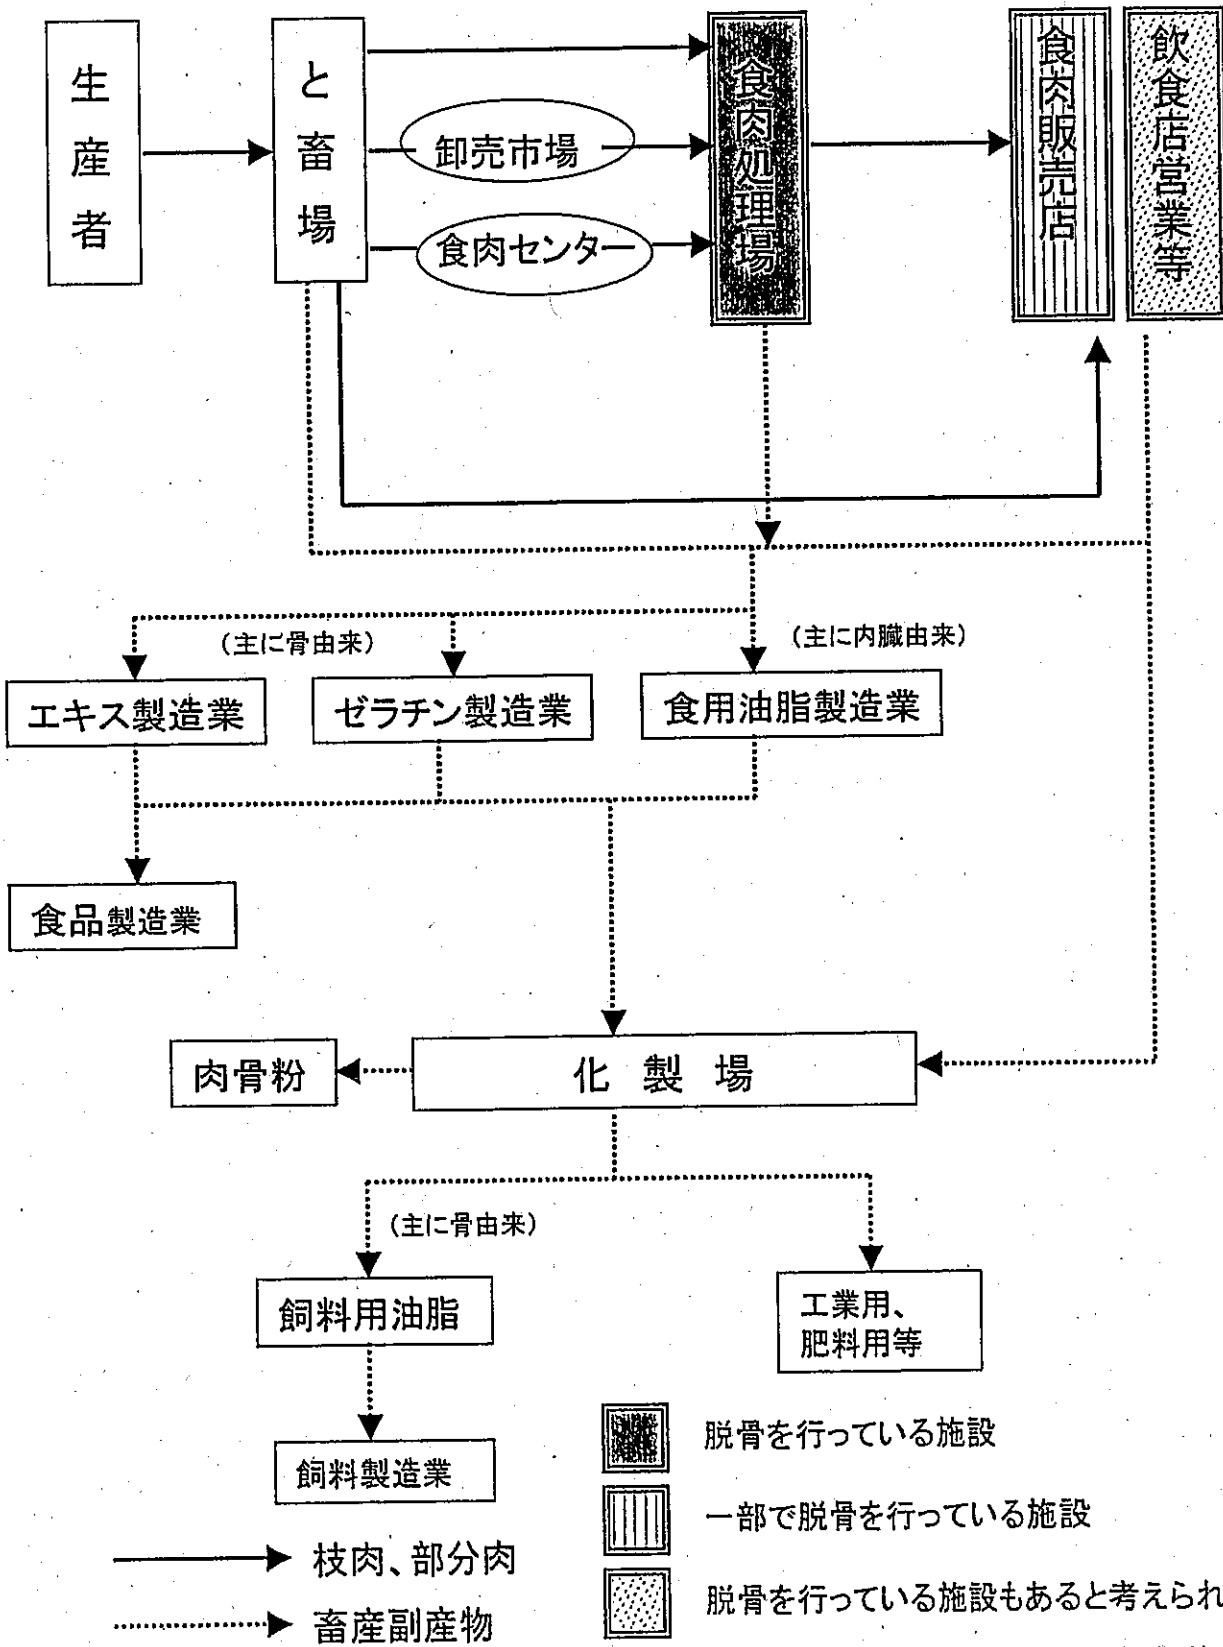 生産者
と畜場
卸売市場
食肉センター
食肉処理場
食肉販売店
飲食店営業等
(主に骨由来)
(主に内臓由来)
エキス製造業
ゼラチン製造業
食用油脂製造業
食品製造業
肉骨粉
化製場
(主に骨由来)
飼料用油脂
工業用、
肥料用等
飼料製造業
脱骨を行っている施設
一部で脱骨を行っている施設
脱骨を行っている施設もあると考えられ
枝肉、部分肉
畜産副産物